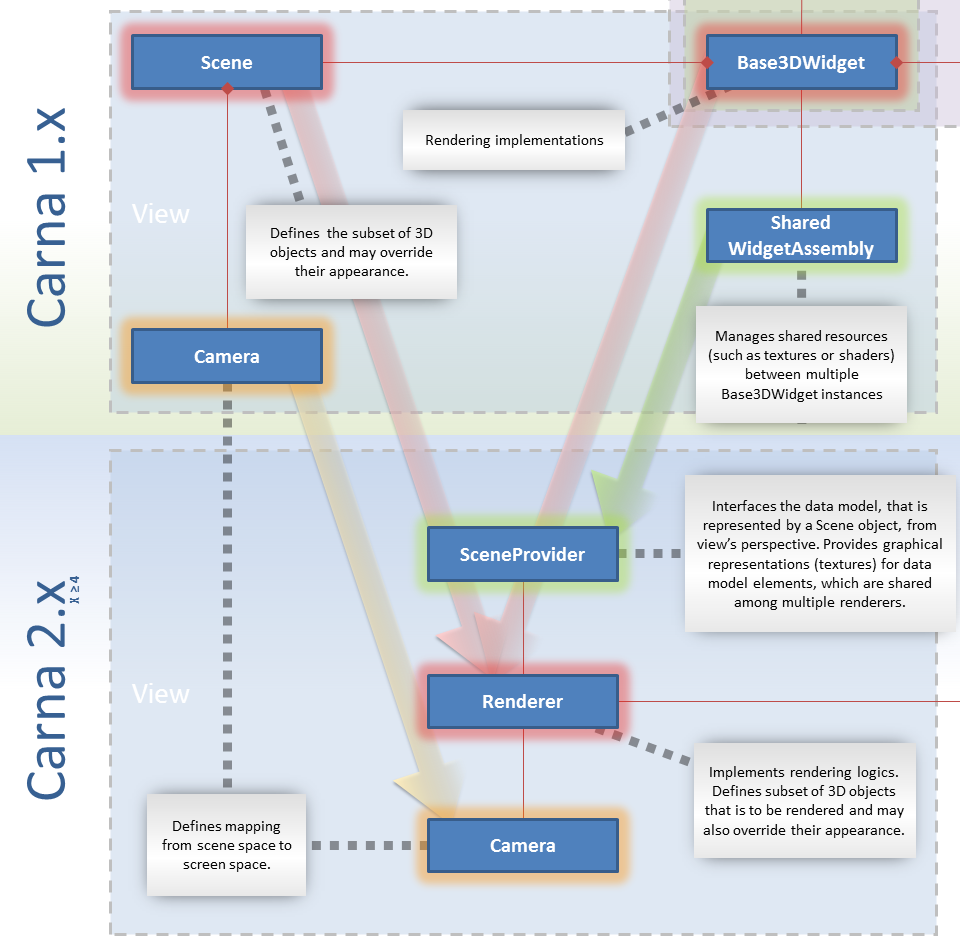 Carna 1.x
Scene
Base3DWidget
Rendering implementations
View
Defines the subset of 3D
objects and may override
their appearance.
Shared
WidgetAssembly
Camera
Manages shared resources
(such as textures or shaders)
between multiple
Base3DWidget instances
Carna 2.x
x ≥ 4
SceneProvider
Interfaces the data model, that is
represented by a Scene object, from
view's perspective. Provides graphical
representations (textures) for data
model elements, which are shared
among multiple renderers.
View
Renderer
Implements rendering logics.
Defines subset of 3D objects
that is to be rendered and may
also override their appearance.
Defines mapping
from scene space to
screen space.
Camera